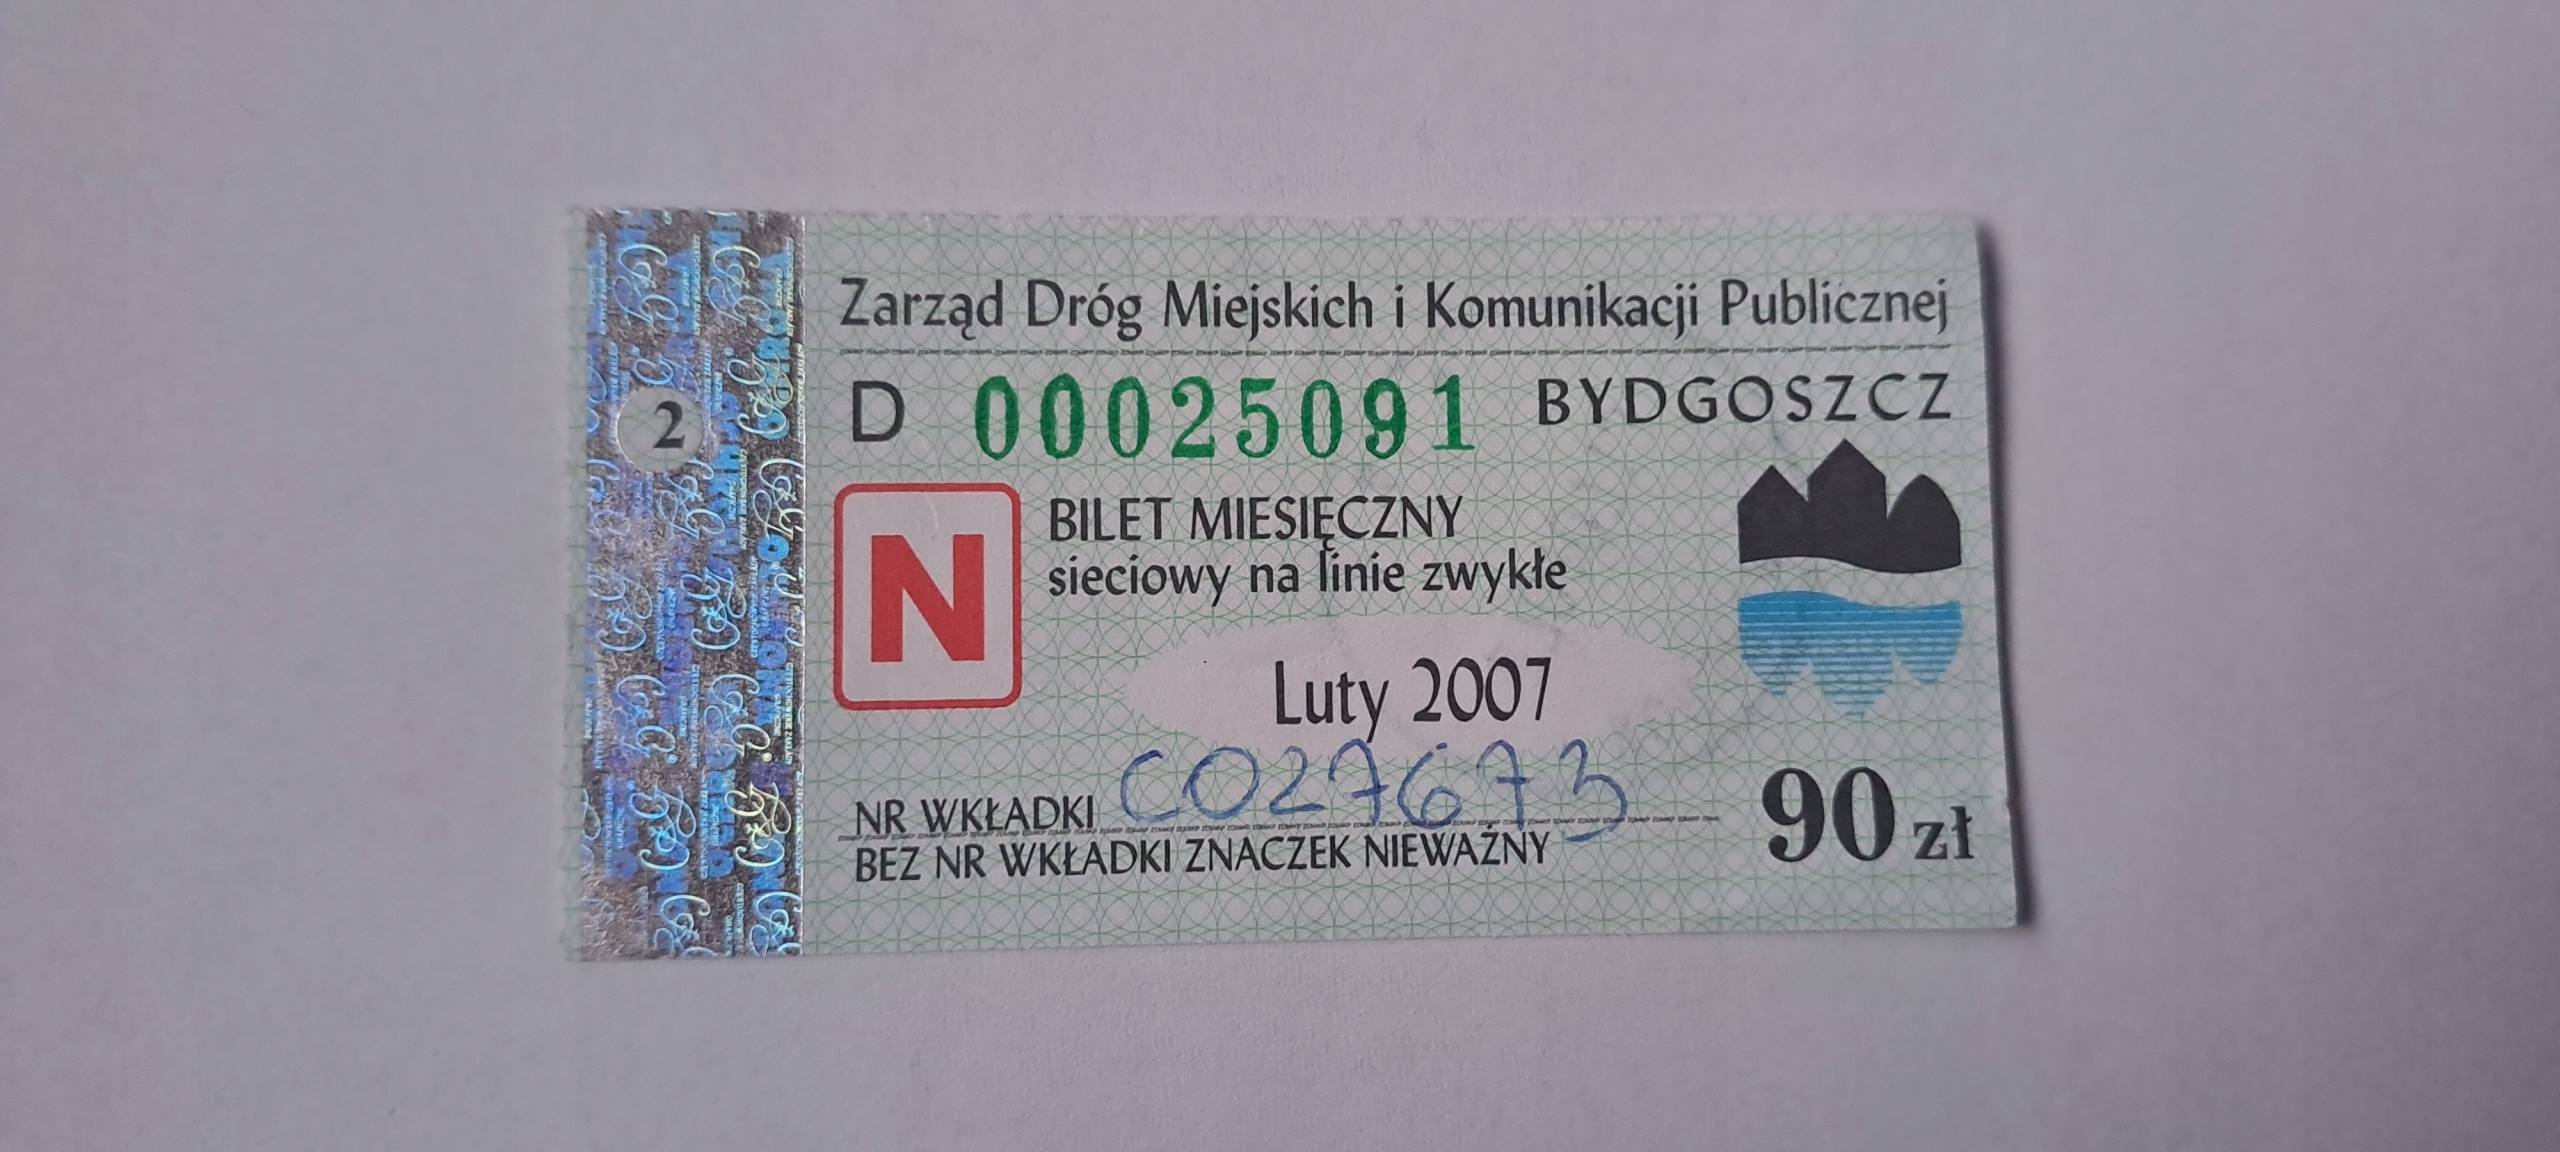 Zarząd Dróg Miejskich i Komunikacji Publicznej
2
D 00025091 BYDGOSZCZ
N
BILET MIESIĘCZNY
sieciowy na linie zwykłe
Luty 2007
NR WKŁADKI C027673
BEZ NR WKŁADKI ZNACZEK NIEWAŻNY
90 zł